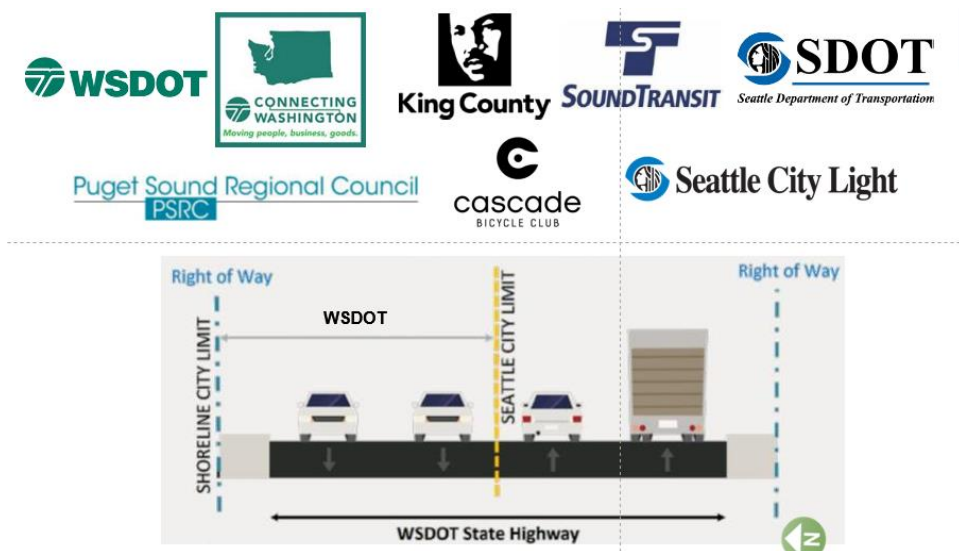 WSDOT
CONNECTING
WASHINGTON
Moving people, business, goods.
King County
SOUNDTRANSIT
SDOT
Seattle Department of Transportation
Puget Sound Regional Council
PSRC
cascade
BICYCLE CLUB
Seattle City Light
Right of Way
Right of Way
SHORELINE CITY LIMIT
WSDOT
SEATTLE CITY LIMIT
WSDOT State Highway
N